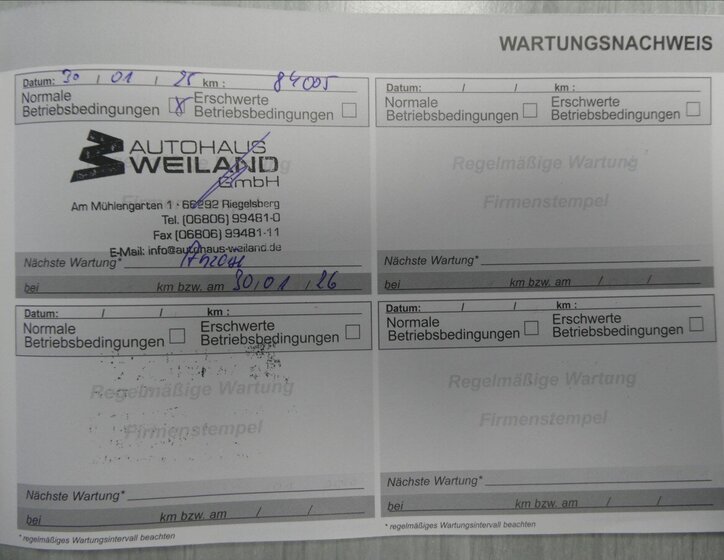 WARTUNGSNACHWEIS
Datum: 30 / 01 / 25 km : 84005
Normale Betriebsbedingungen X Erschwerte Betriebsbedingungen
AUTOHAUS
WEILAND
GmbH
Am Mühlengarten 1 · 66292 Riegelsberg
Tel. (06806) 99481-0
Fax (06806) 99481-11
E-Mail: info@autohaus-weiland.de
Nächste Wartung*
bei km bzw. am 30/01/26
Datum: / / km :
Normale Betriebsbedingungen Erschwerte Betriebsbedingungen
Regelmäßige Wartung
Firmenstempel
Nächste Wartung*
bei km bzw. am / /
Datum: / / km :
Normale Betriebsbedingungen Erschwerte Betriebsbedingungen
Regelmäßige Wartung
Firmenstempel
Nächste Wartung*
bei km bzw. am / /
* regelmäßiges Wartungsintervall beachten
Datum: / / km :
Normale Betriebsbedingungen Erschwerte Betriebsbedingungen
Regelmäßige Wartung
Firmenstempel
Nächste Wartung*
bei km bzw. am / /
* regelmäßiges Wartungsintervall beachten